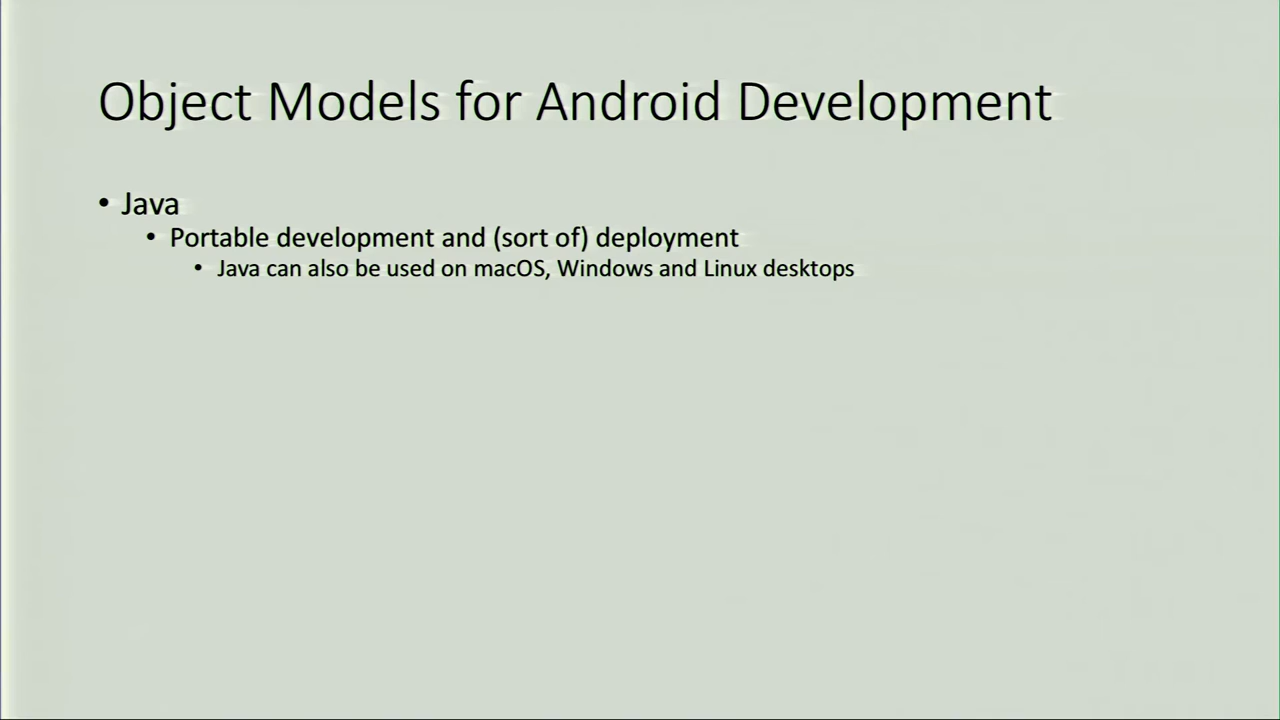 Object Models for Android Development
• Java
• Portable development and (sort of) deployment
• Java can also be used on macOS, Windows and Linux desktops